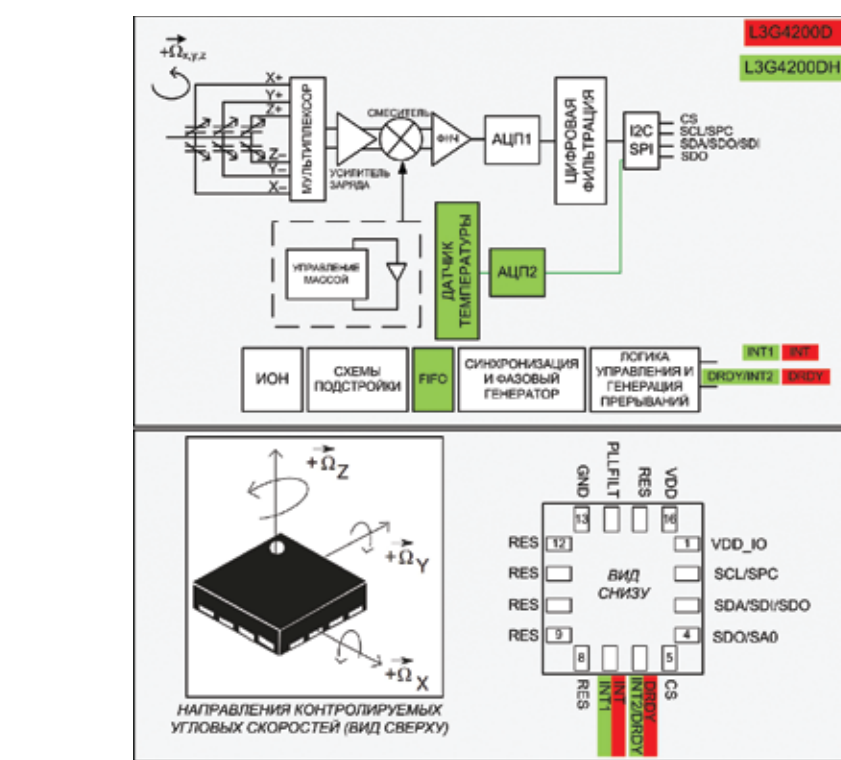 L3G4200D
L3G4200DH
+Ωx,y,z
X+
Y+
Z+
Z–
Y–
X–
МУЛЬТИПЛЕКСОР
УСИЛИТЕЛЬ
ЗАРЯДА
СМЕСИТЕЛЬ
ФНЧ
АЦП1
ЦИФРОВАЯ
ФИЛЬТРАЦИЯ
I2C
SPI
CS
SCL/SPC
SDA/SDO/SDI
SDO
УПРАВЛЕНИЕ
МАССОЙ
ДАТЧИК
ТЕМПЕРАТУРЫ
АЦП2
ИОН
СХЕМЫ
ПОДСТРОЙКИ
FIFO
СИНХРОНИЗАЦИЯ
И ФАЗОВЫЙ
ГЕНЕРАТОР
ЛОГИКА
УПРАВЛЕНИЯ И
ГЕНЕРАЦИЯ
ПРЕРЫВАНИЙ
INT1 INT
DRDY/INT2 DRDY
+ΩZ
+ΩY
+ΩX
НАПРАВЛЕНИЯ КОНТРОЛИРУЕМЫХ
УГЛОВЫХ СКОРОСТЕЙ (ВИД СВЕРХУ)
GND
PLLFILT
RES
VDD
13
16
RES 12
1 VDD_IO
RES
SCL/SPC
RES
SDA/SDI/SDO
RES 9
4 SDO/SA0
ВИД
СНИЗУ
8
5
RES
INT1
INT
INT2/DRDY
DRDY
CS